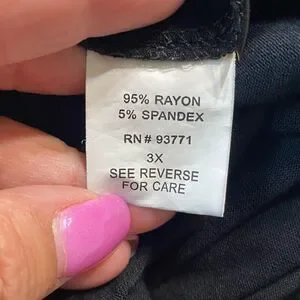 95% RAYON
5% SPANDEX
RN # 93771
3X
SEE REVERSE
FOR CARE